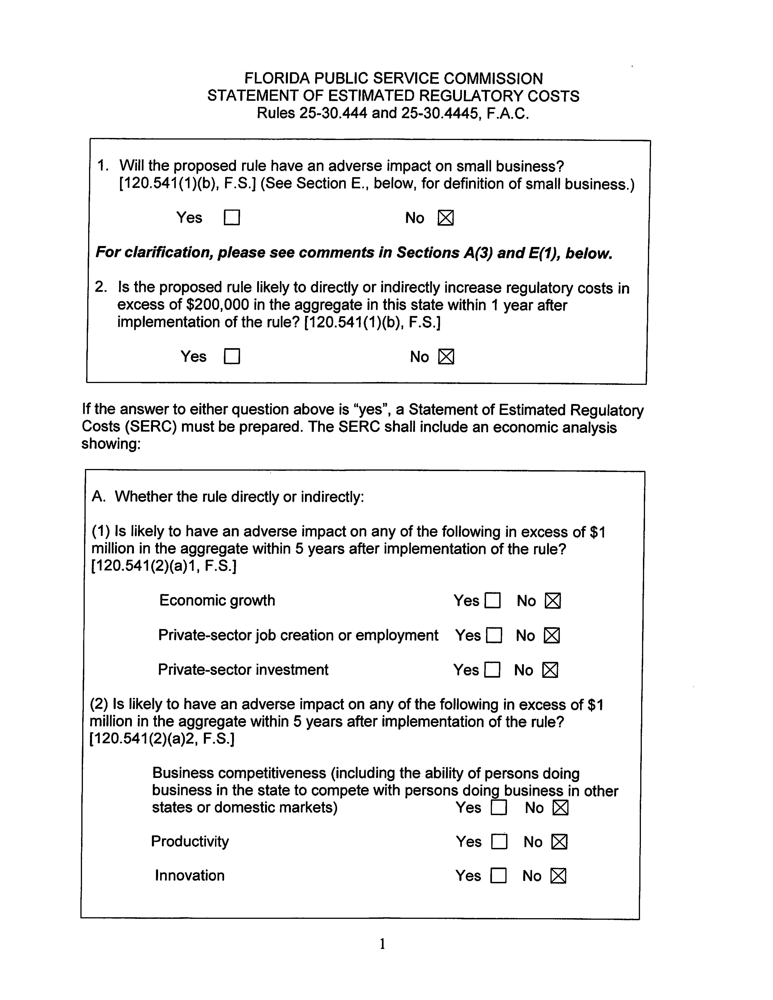 FLORIDA PUBLIC SERVICE COMMISSION
STATEMENT OF ESTIMATED REGULATORY COSTS
Rules 25-30.444 and 25-30.4445, F.A.C.
1. Will the proposed rule have an adverse impact on small business?
[120.541(1)(b), F.S.] (See Section E., below, for definition of small business.)
Yes ☐ No ☒
For clarification, please see comments in Sections A(3) and E(1), below.
2. Is the proposed rule likely to directly or indirectly increase regulatory costs in
excess of $200,000 in the aggregate in this state within 1 year after
implementation of the rule? [120.541(1)(b), F.S.]
Yes ☐ No ☒
If the answer to either question above is “yes”, a Statement of Estimated Regulatory
Costs (SERC) must be prepared. The SERC shall include an economic analysis
showing:
A. Whether the rule directly or indirectly:
(1) Is likely to have an adverse impact on any of the following in excess of $1
million in the aggregate within 5 years after implementation of the rule?
[120.541(2)(a)1, F.S.]
Economic growth Yes ☐ No ☒
Private-sector job creation or employment Yes ☐ No ☒
Private-sector investment Yes ☐ No ☒
(2) Is likely to have an adverse impact on any of the following in excess of $1
million in the aggregate within 5 years after implementation of the rule?
[120.541(2)(a)2, F.S.]
Business competitiveness (including the ability of persons doing
business in the state to compete with persons doing business in other
states or domestic markets) Yes ☐ No ☒
Productivity Yes ☐ No ☒
Innovation Yes ☐ No ☒
1